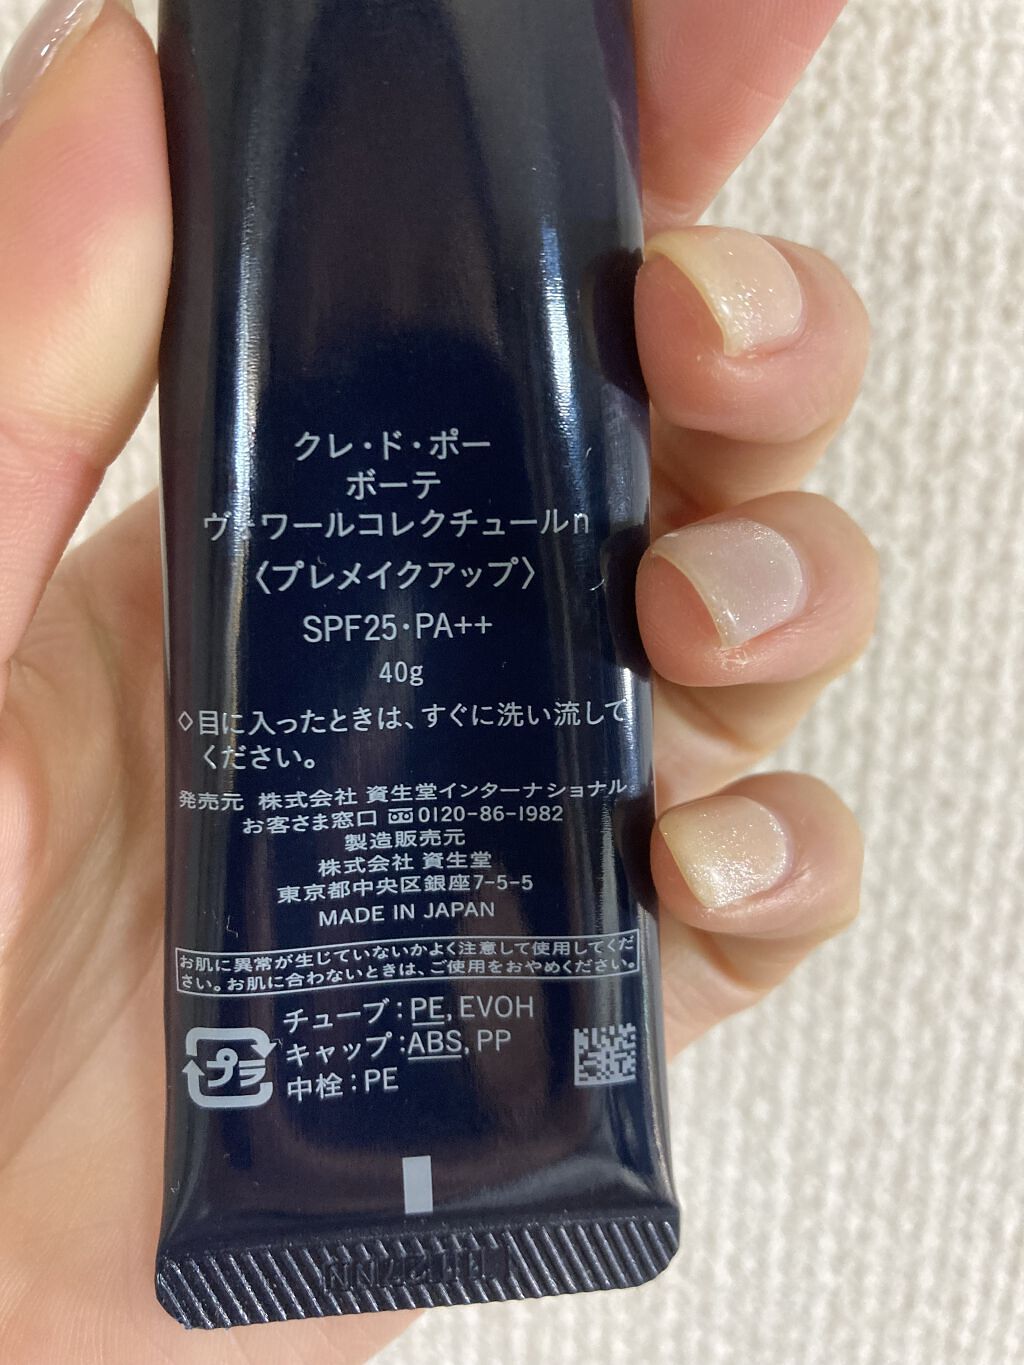 クレ・ド・ポー
ボーテ
ヴォワールコレクチュールn
〈プレメイクアップ〉
SPF25・PA++
40g
◇目に入ったときは、すぐに洗い流して
ください。
発売元 株式会社 資生堂インターナショナル
お客さま窓口 0120-86-1982
製造販売元
株式会社 資生堂
東京都中央区銀座7-5-5
MADE IN JAPAN
お肌に異常が生じていないかよく注意して使用してくだ
さい。お肌に合わないときは、ご使用をおやめください。
チューブ:PE, EVOH
キャップ:ABS, PP
中栓:PE
プラ